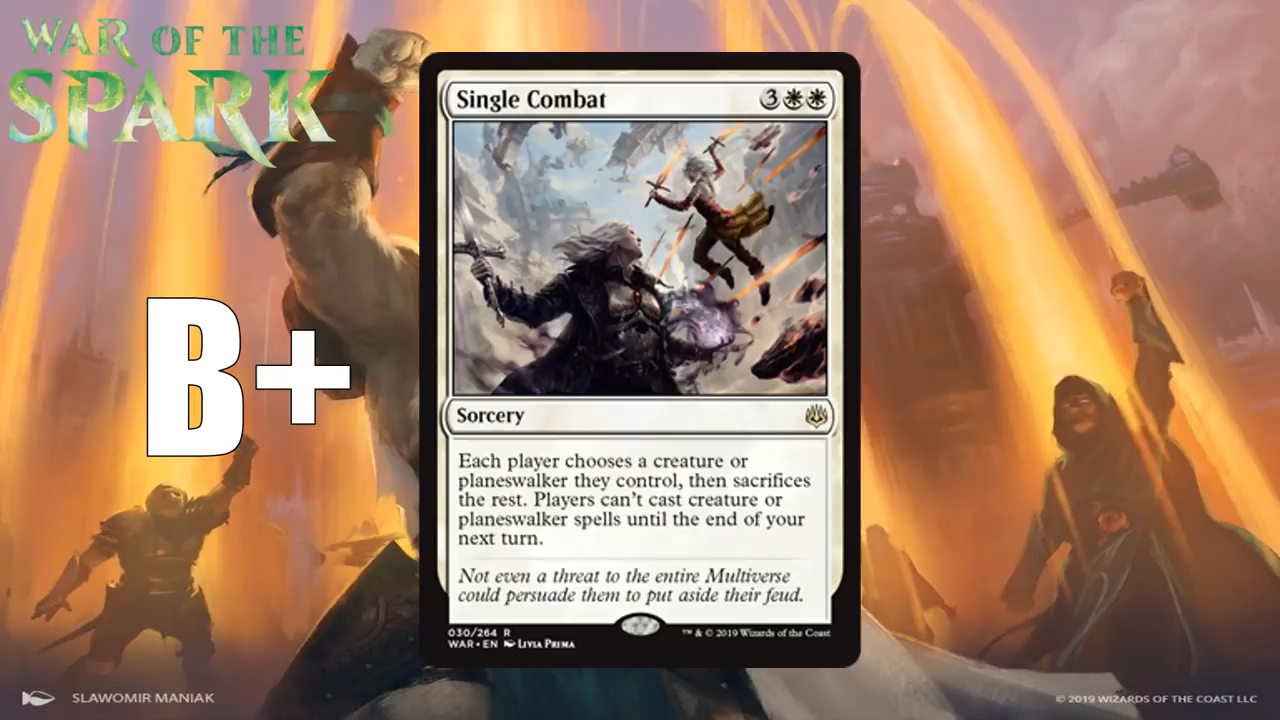 WAR OF THE
SPARK
Single Combat 3
B+
Sorcery
Each player chooses a creature or
planeswalker they control, then sacrifices
the rest. Players can't cast creature or
planeswalker spells until the end of your
next turn.
Not even a threat to the entire Multiverse
could persuade them to put aside their feud.
030/264 R
WAR • EN LIVIA PRIMA
™ & © 2019 Wizards of the Coast
SLAWOMIR MANIAK
© 2019 WIZARDS OF THE COAST LLC